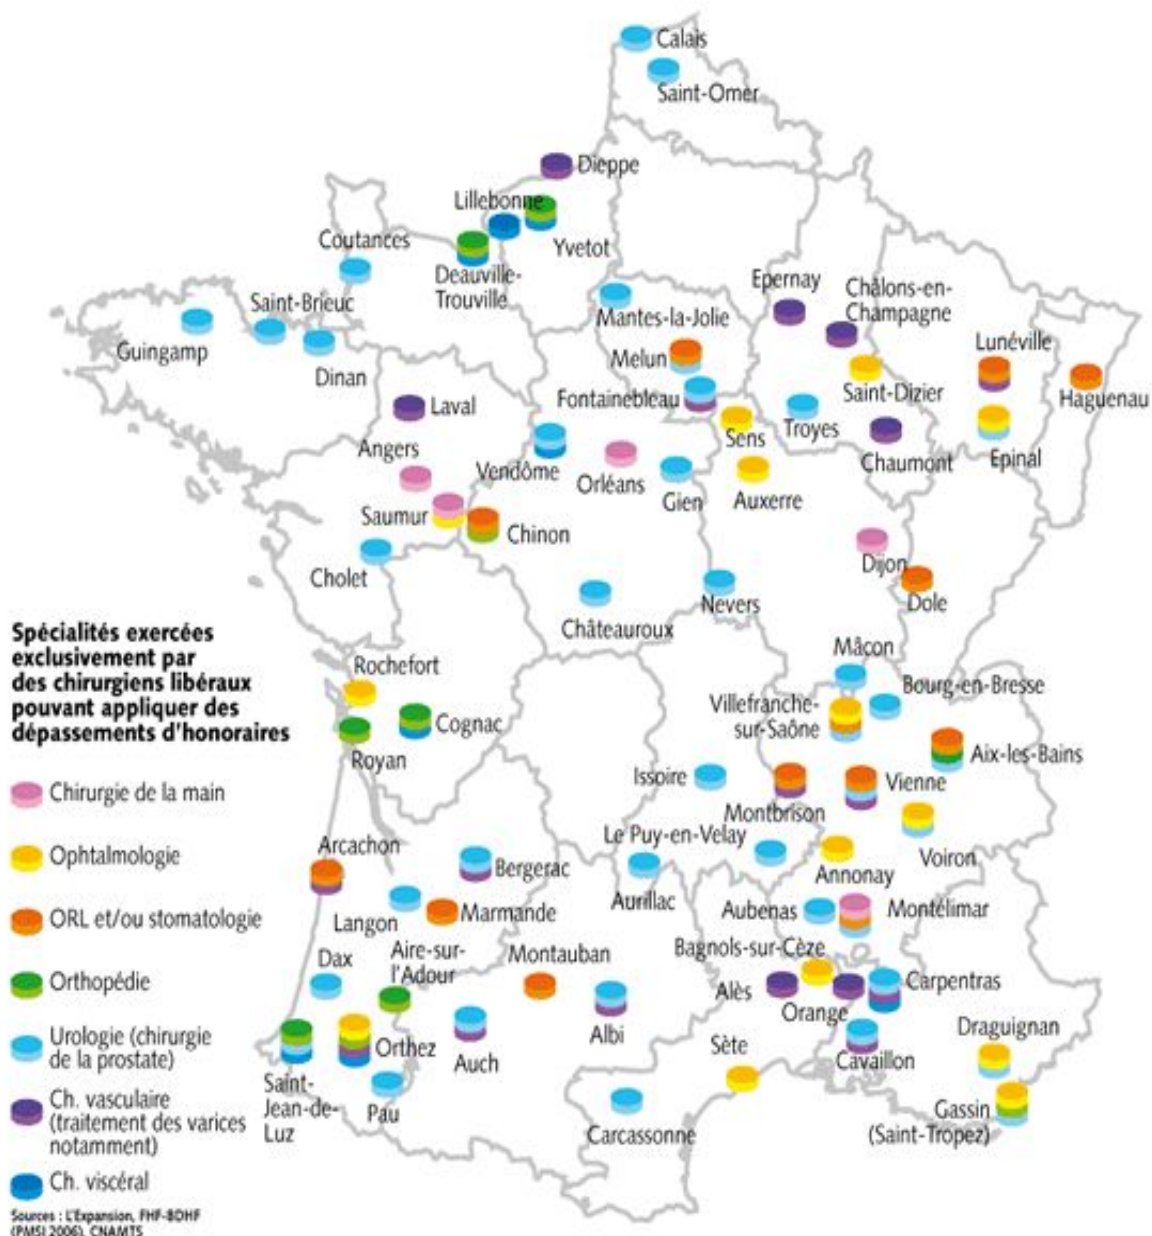 Calais
Saint-Omer
Dieppe
Lillebonne
Yvetot
Coutances
Deauville-
Trouville
Saint-Brieuc
Guingamp
Dinan
Mantes-la-Jolie
Melun
Fontainebleau
Epernay
Châlons-en-
Champagne
Lunéville
Saint-Dizier
Haguenau
Troyes
Sens
Chaumont
Epinal
Laval
Angers
Vendôme
Orléans
Gien
Auxerre
Saumur
Chinon
Cholet
Dijon
Dole
Nevers
Châteauroux
Mâcon
Bourg-en-Bresse
Rochefort
Villefranche-
sur-Saône
Cognac
Royan
Aix-les-Bains
Issoire
Vienne
Montbrison
Le Puy-en-Velay
Voiron
Arcachon
Bergerac
Annonay
Aurillac
Langon
Marmande
Aubenas
Montélimar
Bagnols-sur-Cèze
Dax
Aire-sur-
l'Adour
Montauban
Alès
Carpentras
Orange
Albi
Draguignan
Cavaillon
Sète
Orthez
Auch
Saint-
Jean-de-
Luz
Pau
Carcassonne
Gassin
(Saint-Tropez)
Spécialités exercées
exclusivement par
des chirurgiens libéraux
pouvant appliquer des
dépassements d'honoraires
Chirurgie de la main
Ophtalmologie
ORL et/ou stomatologie
Orthopédie
Urologie (chirurgie
de la prostate)
Ch. vasculaire
(traitement des varices
notamment)
Ch. viscéral
Sources : L'Expansion, FHF-BDHF
(PMSI 2006), CNAMTS